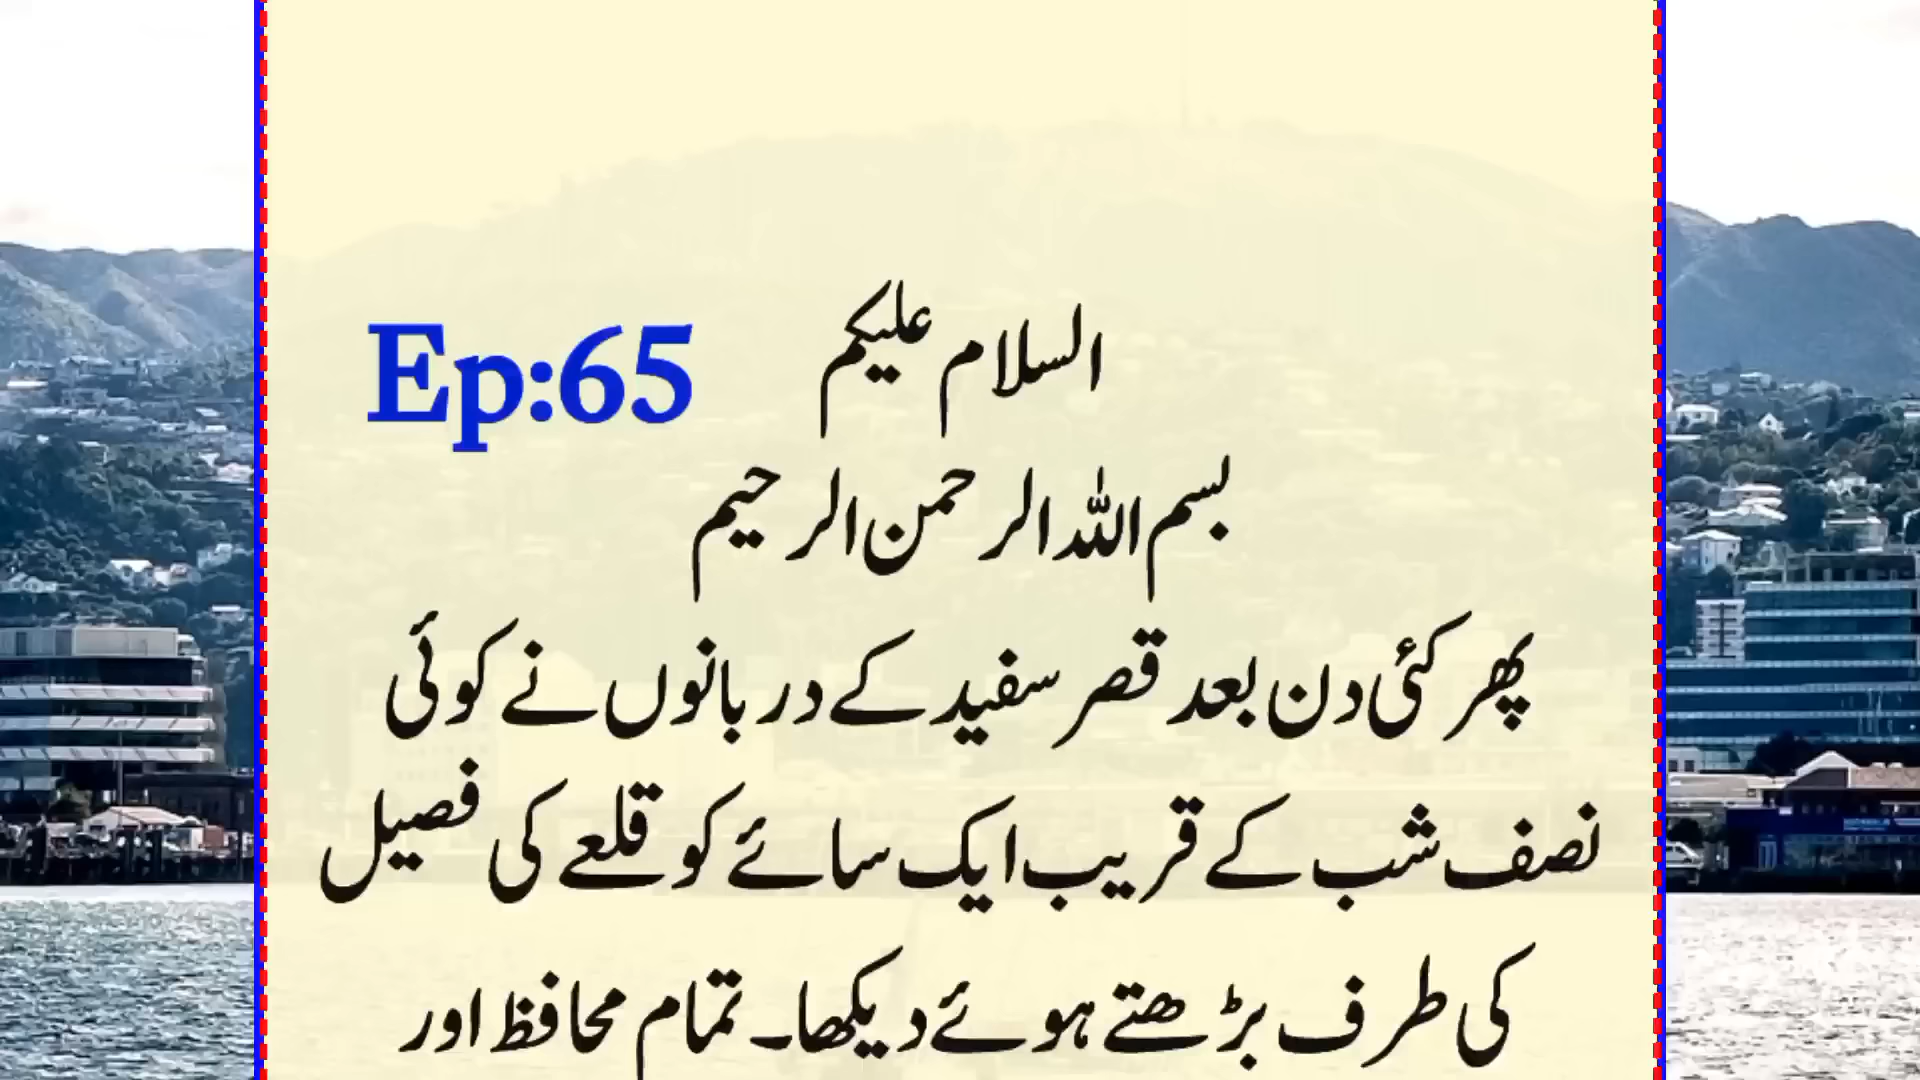 السلام علیکم
Ep:65
بسم اللہ الرحمن الرحیم
پھر کئی دن بعد قصر سفید کے دربانوں نے کوئی
نصف شب کے قریب ایک سائے کو قلعے کی فصیل
کی طرف بڑھتے ہوئے دیکھا۔ تمام محافظ اور